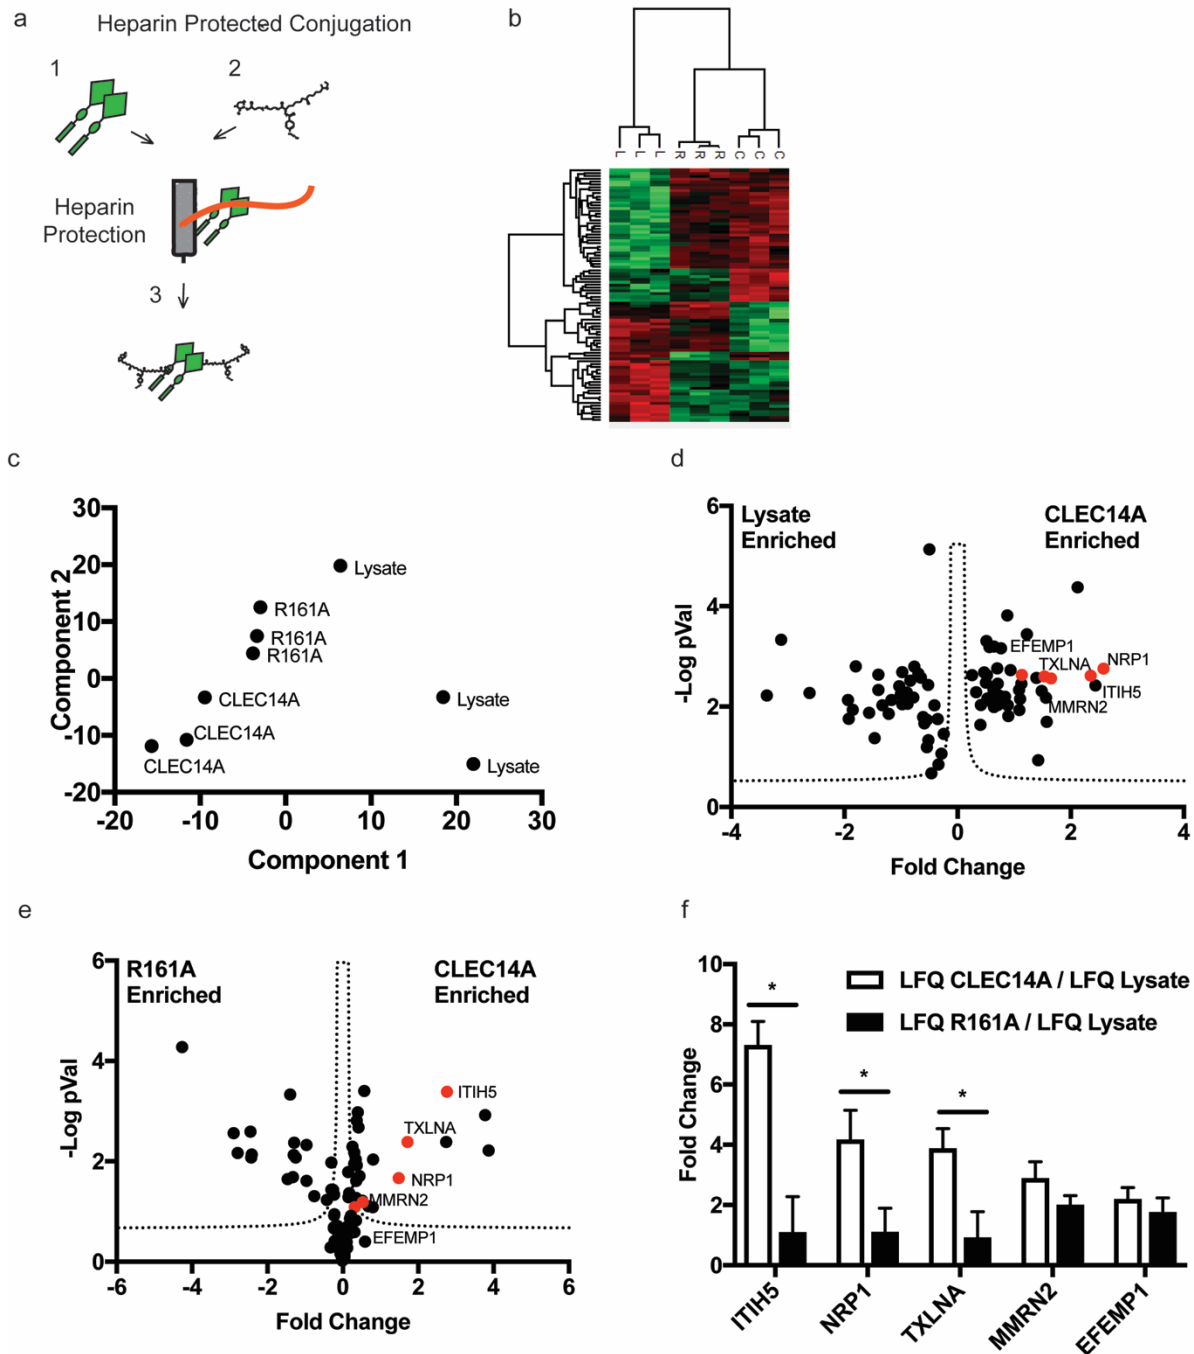 a
Heparin Protected Conjugation
1
2
Heparin
Protection
3
b
L L L R R R C C C
c
30
20
10
0
-10
-20
Component 2
Lysate
R161A
R161A
R161A
CLEC14A
Lysate
CLEC14A
CLEC14A
Lysate
-20 -10 0 10 20 30
Component 1
d
6
4
2
0
-Log pVal
Lysate
Enriched
CLEC14A
Enriched
EFEMP1
TXLNA
NRP1
ITIH5
MMRN2
-4 -2 0 2 4
Fold Change
e
6
4
2
0
-Log pVal
R161A
Enriched
CLEC14A
Enriched
ITIH5
TXLNA
NRP1
MMRN2
EFEMP1
-6 -4 -2 0 2 4 6
Fold Change
f
10
8
6
4
2
0
Fold Change
LFQ CLEC14A / LFQ Lysate
LFQ R161A / LFQ Lysate
*
*
*
ITIH5
NRP1
TXLNA
MMRN2
EFEMP1